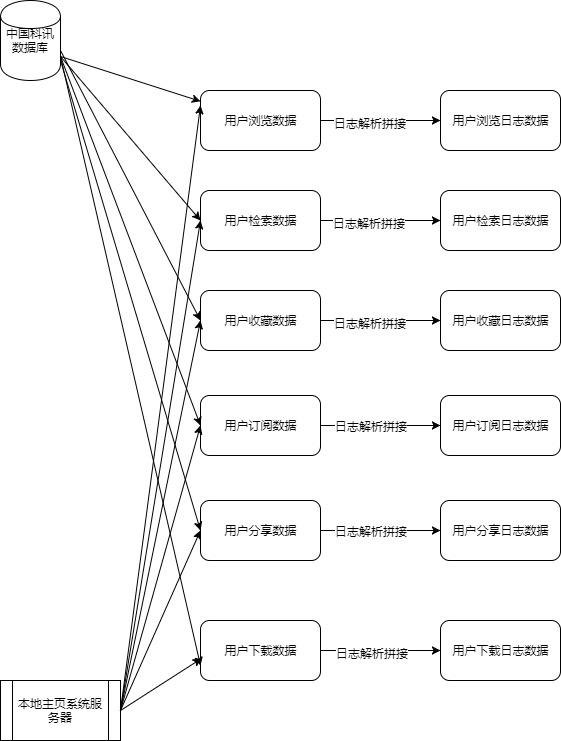 中国科讯
数据库
用户浏览数据
日志解析拼接
用户浏览日志数据
用户检索数据
日志解析拼接
用户检索日志数据
用户收藏数据
日志解析拼接
用户收藏日志数据
用户订阅数据
日志解析拼接
用户订阅日志数据
用户分享数据
日志解析拼接
用户分享日志数据
用户下载数据
日志解析拼接
用户下载日志数据
本地主页系统服
务器